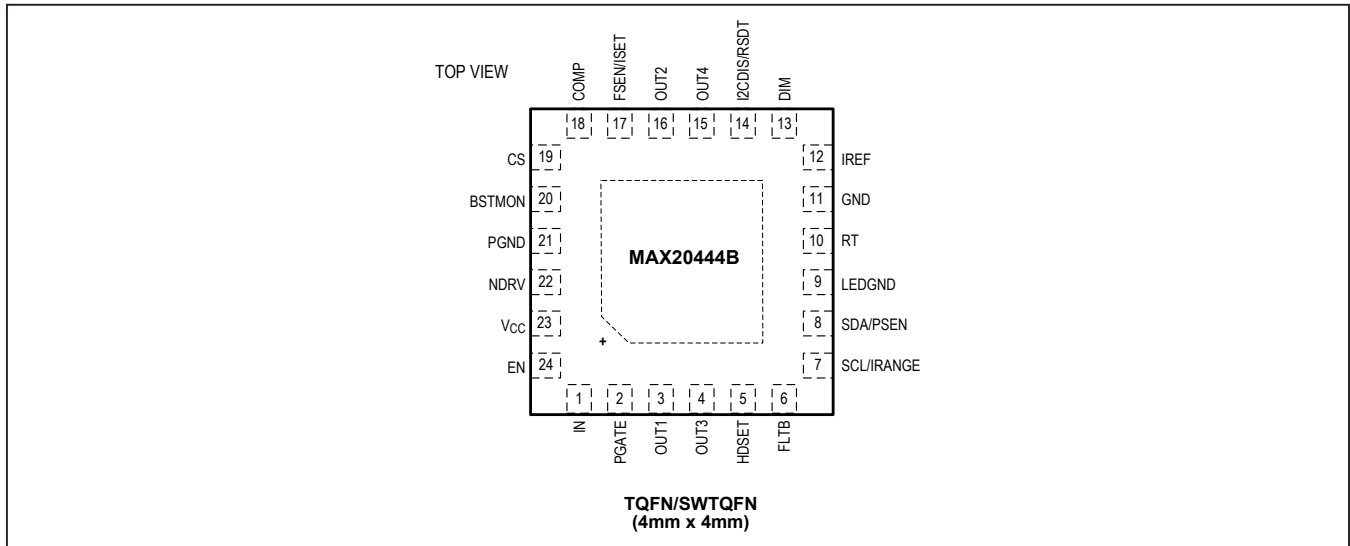 TOP VIEW
COMP
FSEN/ISET
OUT2
OUT4
I2CDIS/RSDT
DIM
18 17 16 15 14 13
CS 19 12 IREF
BSTMON 20 11 GND
PGND 21 10 RT
MAX20444B
NDRV 22 9 LEDGND
VCC 23 8 SDA/PSEN
+
EN 24 7 SCL/IRANGE
1 2 3 4 5 6
IN
PGATE
OUT1
OUT3
HDSET
FLTB
TQFN/SWTQFN
(4mm x 4mm)